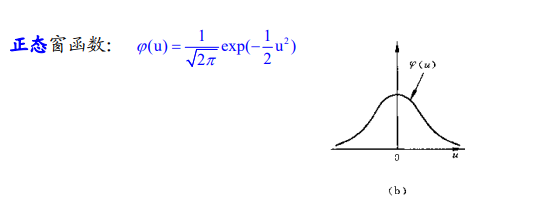 正态窗函数: φ(u) = 1/√2π exp(−1/2 u²)
φ(u)
0
u
(b)